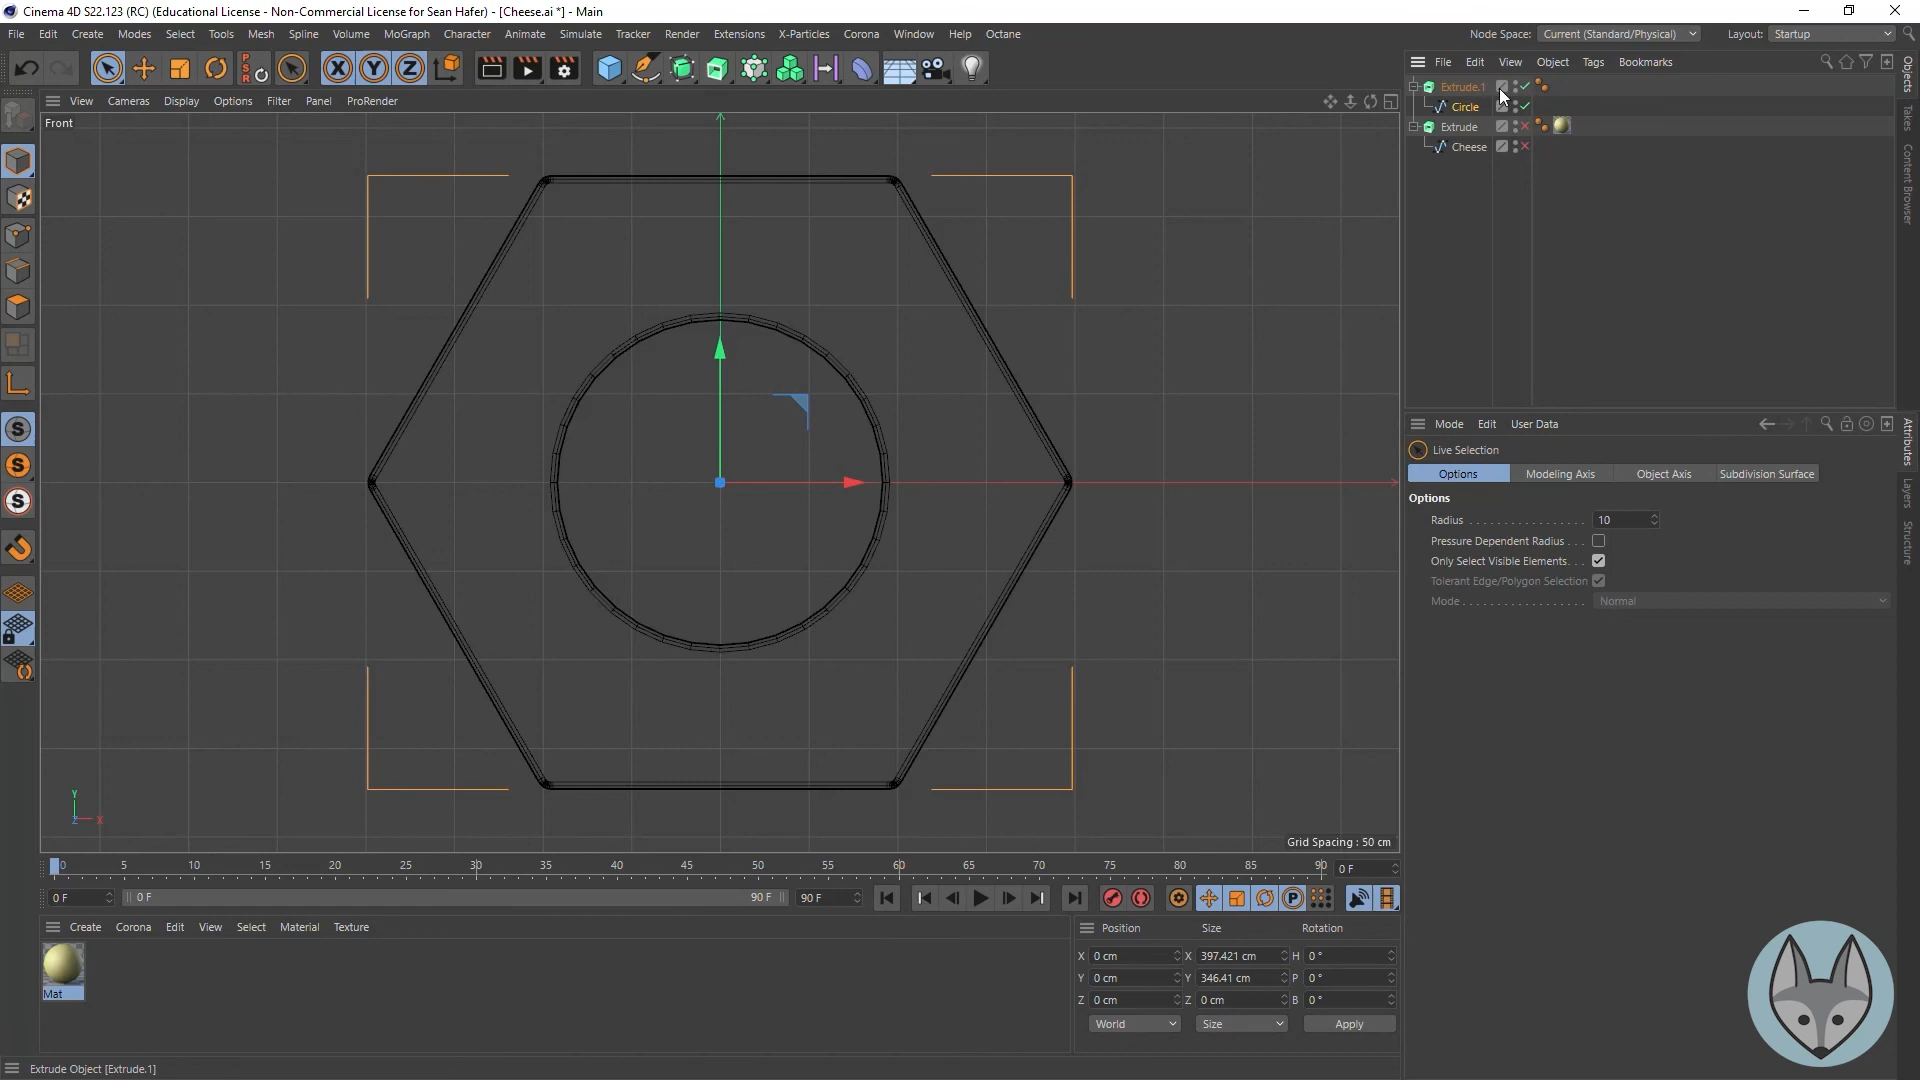 Cinema 4D S22.123 (RC) (Educational License - Non-Commercial License for Sean Hafer) - [Cheese.ai *] - Main
File Edit Create Modes Select Tools Mesh Spline Volume MoGraph Character Animate Simulate Tracker Render Extensions X-Particles Corona Window Help Octane
Node Space: Current (Standard/Physical) Layout: Startup
PSR X Y Z
File Edit View Object Tags Bookmarks
Extrude.1
Circle
Extrude
Cheese
Objects
Takes
Content Browser
View Cameras Display Options Filter Panel ProRender
Front
S
S
S
Y
Z X
Grid Spacing : 50 cm
Mode Edit User Data
Live Selection
Options Modeling Axis Object Axis Subdivision Surface
Options
Radius 10
Pressure Dependent Radius
Only Select Visible Elements
Tolerant Edge/Polygon Selection
Mode Normal
Attributes
Layers
Structure
0 5 10 15 20 25 30 35 40 45 50 55 60 65 70 75 80 85 90 0 F
0 F 0 F 90 F 90 F P
Create Corona Edit View Select Material Texture
Mat
Position Size Rotation
X 0 cm X 397.421 cm H 0 °
Y 0 cm Y 346.41 cm P 0 °
Z 0 cm Z 0 cm B 0 °
World Size Apply
Extrude Object [Extrude.1]